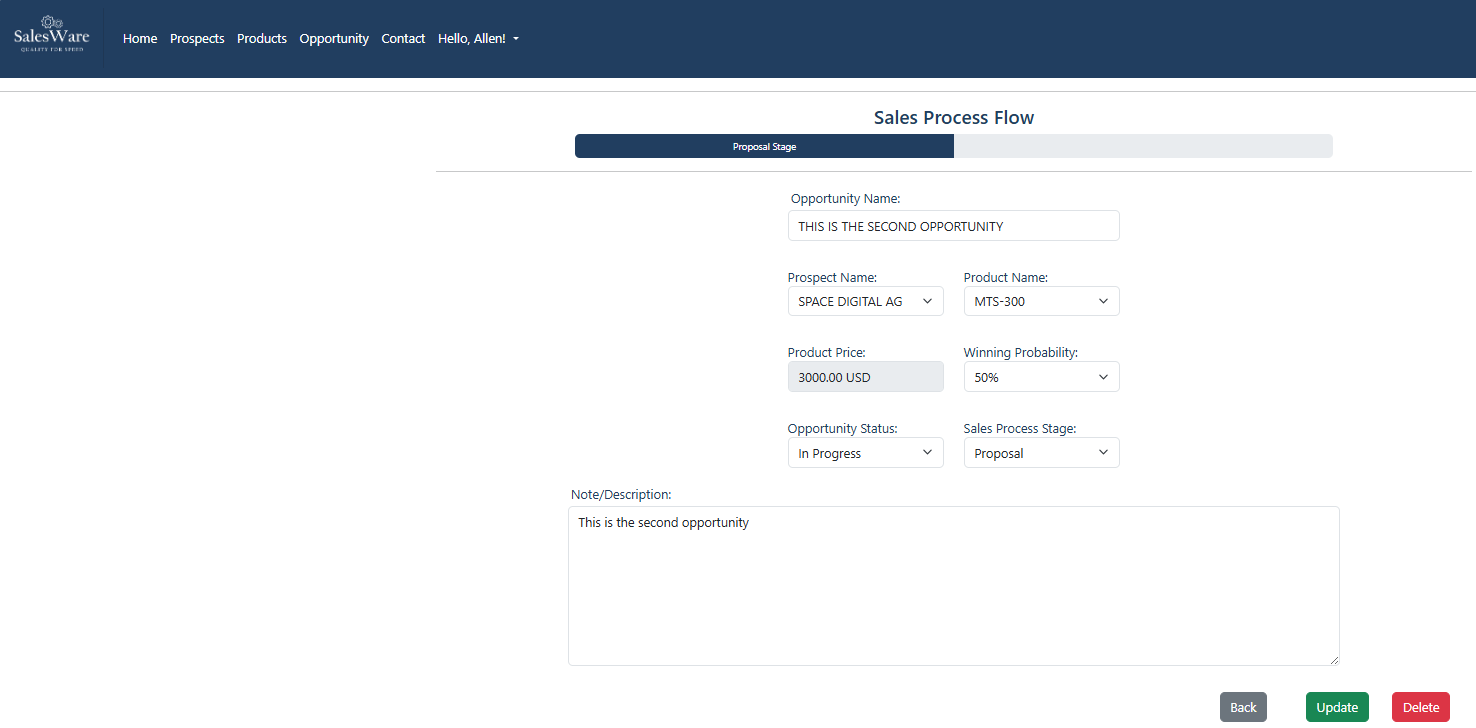 SalesWare
QUALITY FOR SPEED
Home Prospects Products Opportunity Contact Hello, Allen!
Sales Process Flow
Proposal Stage
Opportunity Name:
THIS IS THE SECOND OPPORTUNITY
Prospect Name: Product Name:
SPACE DIGITAL AG MTS-300
Product Price: Winning Probability:
3000.00 USD 50%
Opportunity Status: Sales Process Stage:
In Progress Proposal
Note/Description:
This is the second opportunity
Back Update Delete